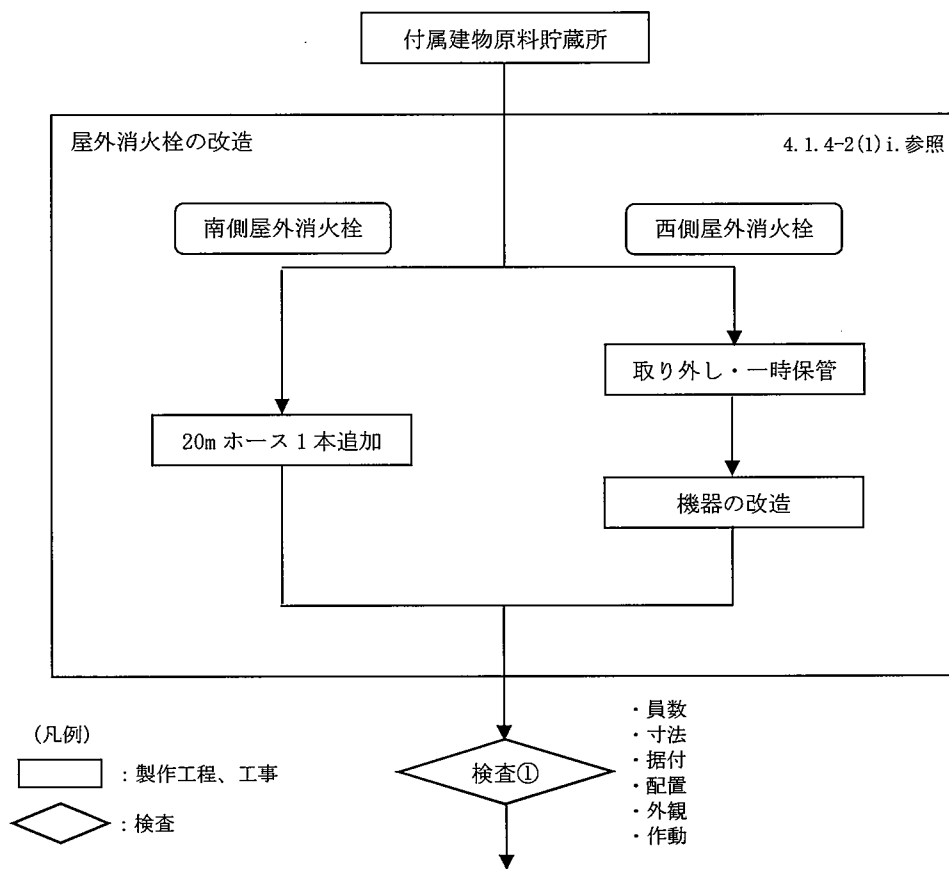 付属建物原料貯蔵所
屋外消火栓の改造
4.1.4-2(1)i.参照
南側屋外消火栓
西側屋外消火栓
取り外し・一時保管
20mホース1本追加
機器の改造
検査①
・員数
・寸法
・据付
・配置
・外観
・作動
(凡例)
：製作工程、工事
：検査